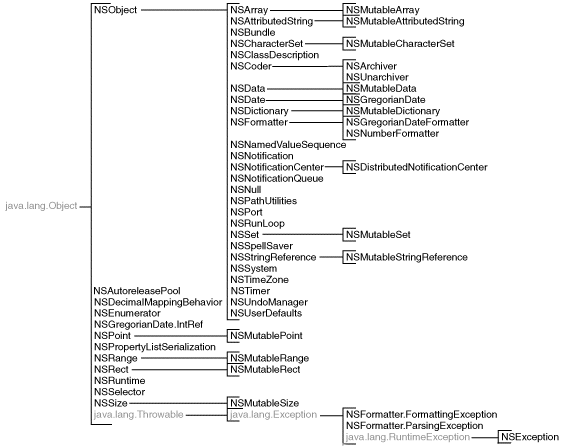 NSObject NSArray NSMutableArray
NSAttributedString NSMutableAttributedString
NSBundle
NSCharacterSet NSMutableCharacterSet
NSClassDescription
NSCoder NSArchiver
NSUnarchiver
NSData NSMutableData
NSDate NSGregorianDate
NSDictionary NSMutableDictionary
NSFormatter NSGregorianDateFormatter
NSNumberFormatter
NSNamedValueSequence
NSNotification
NSNotificationCenter NSDistributedNotificationCenter
NSNotificationQueue
NSNull
NSPathUtilities
java.lang.Object
NSPort
NSRunLoop
NSSet NSMutableSet
NSSpellSaver
NSStringReference NSMutableStringReference
NSSystem
NSTimeZone
NSAutoreleasePool NSTimer
NSDecimalMappingBehavior NSUndoManager
NSEnumerator NSUserDefaults
NSGregorianDate.IntRef
NSPoint NSMutablePoint
NSPropertyListSerialization
NSRange NSMutableRange
NSRect NSMutableRect
NSRuntime
NSSelector
NSSize NSMutableSize
java.lang.Throwable java.lang.Exception NSFormatter.FormattingException
NSFormatter.ParsingException
java.lang.RuntimeException NSException